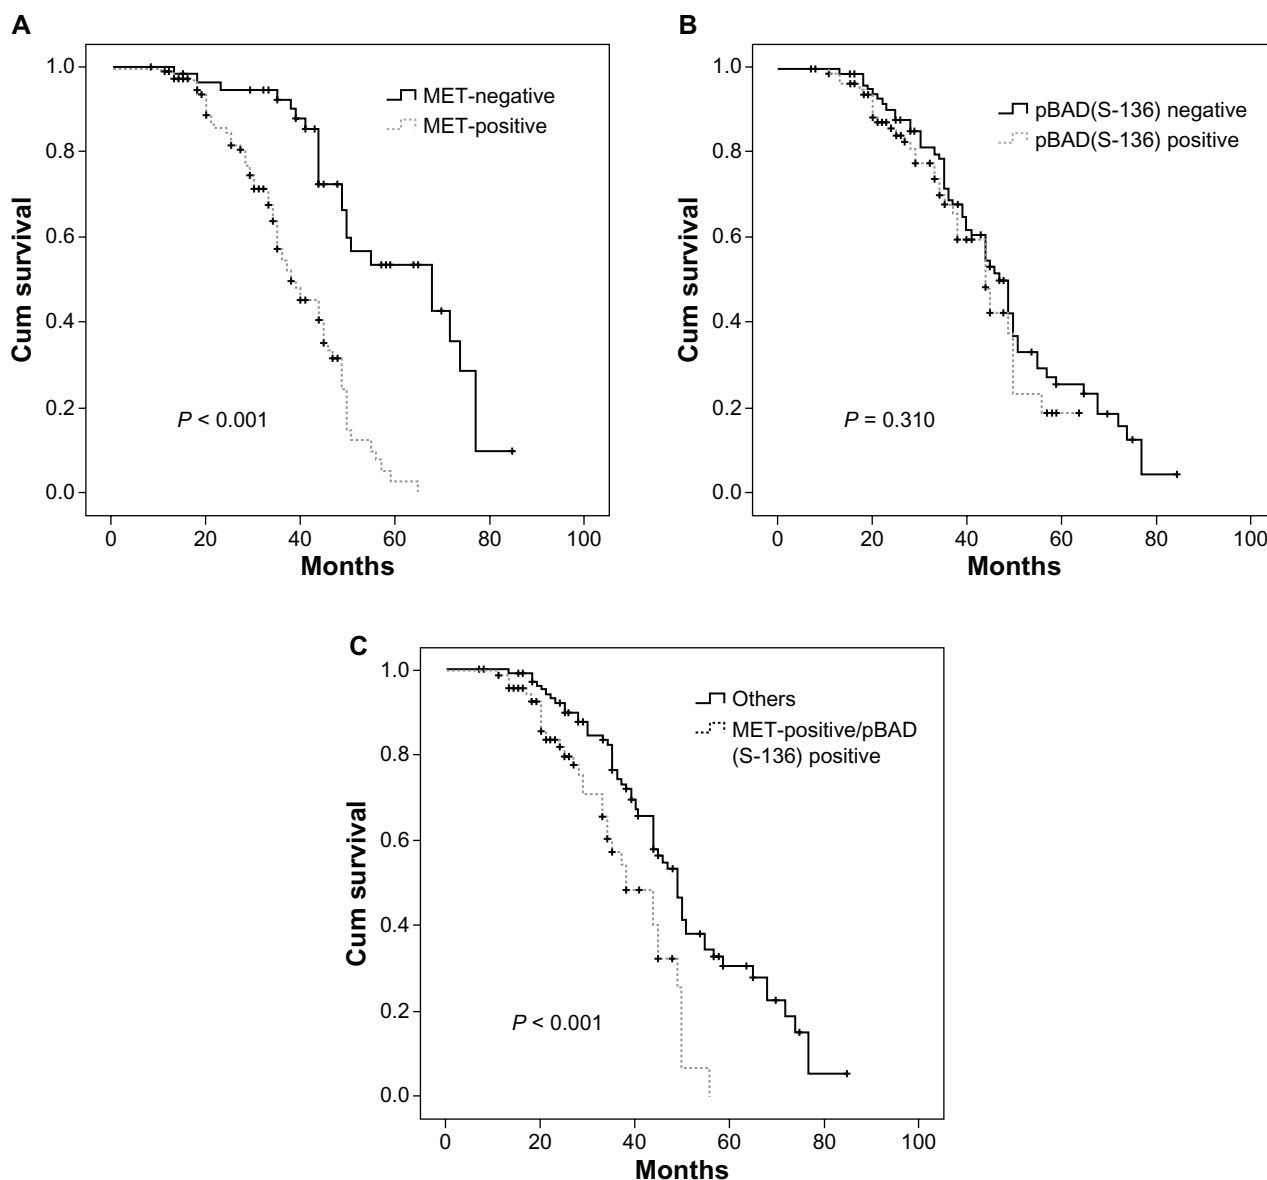 A
1.0
0.8
0.6
0.4
0.2
0.0
Cum survival
MET-negative
MET-positive
P < 0.001
0 20 40 60 80 100
Months
B
1.0
0.8
0.6
0.4
0.2
0.0
Cum survival
pBAD(S-136) negative
pBAD(S-136) positive
P = 0.310
0 20 40 60 80 100
Months
C
1.0
0.8
0.6
0.4
0.2
0.0
Cum survival
Others
MET-positive/pBAD
(S-136) positive
P < 0.001
0 20 40 60 80 100
Months